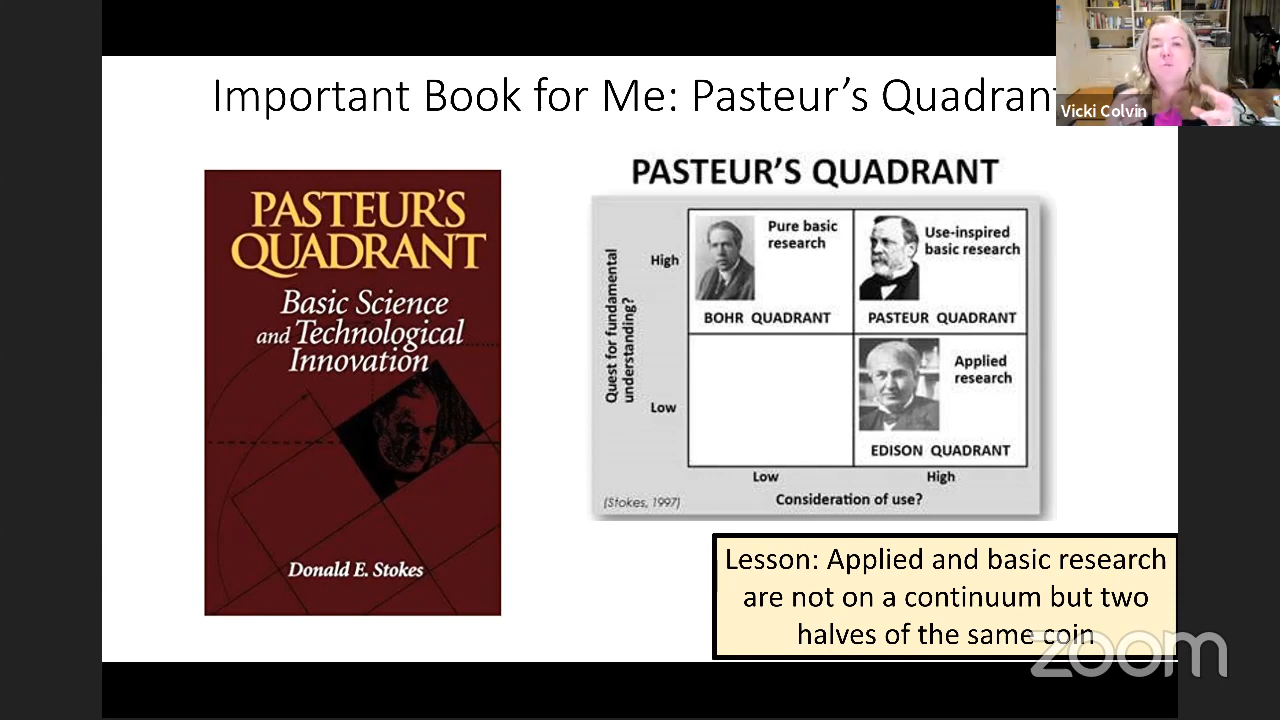 Important Book for Me: Pasteur's Quadrant
Vicki Colvin
PASTEUR'S
QUADRANT
Basic Science
and Technological
Innovation
Donald E. Stokes
PASTEUR'S QUADRANT
Quest for fundamental
understanding?
High
Low
Pure basic
research
BOHR QUADRANT
Use-inspired
basic research
PASTEUR QUADRANT
Applied
research
EDISON QUADRANT
Low
High
Consideration of use?
(Stokes, 1997)
Lesson: Applied and basic research
are not on a continuum but two
halves of the same coin
zoom